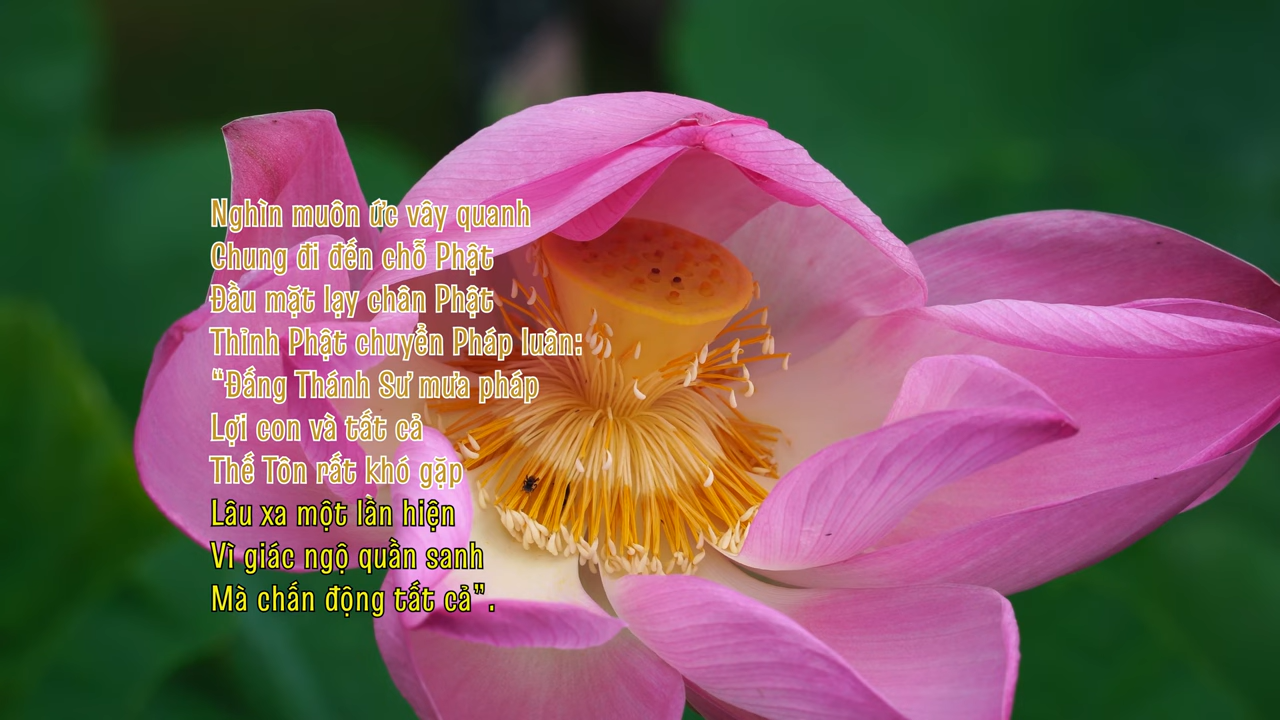 Nghìn muôn ức vây quanh
Chung đi đến chỗ Phật
Đầu mặt lạy chân Phật
Thỉnh Phật chuyển Pháp luân:
“Đấng Thánh Sư mưa pháp
Lợi con và tất cả
Thế Tôn rất khó gặp
Lâu xa một lần hiện
Vì giác ngộ quần sanh
Mà chấn động tất cả”.